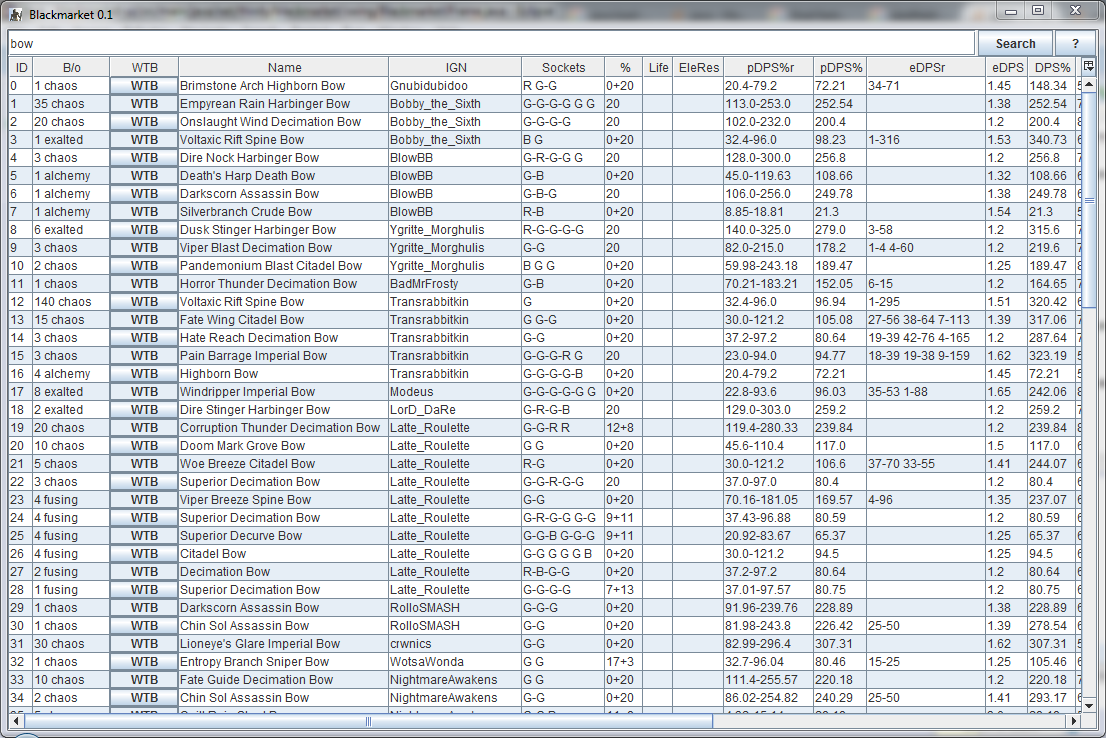 Blackmarket 0.1
bow
Search ?
ID B/o WTB Name IGN Sockets % Life EleRes pDPS%r pDPS% eDPSr eDPS DPS%
0 1 chaos WTB Brimstone Arch Highborn Bow Gnubidubidoo R G-G 0+20 20.4-79.2 72.21 34-71 1.45 148.34 5
1 35 chaos WTB Empyrean Rain Harbinger Bow Bobby_the_Sixth G-G-G-G G G 20 113.0-253.0 252.54 1.38 252.54 7
2 20 chaos WTB Onslaught Wind Decimation Bow Bobby_the_Sixth G-G-G-G 20 102.0-232.0 200.4 1.2 200.4 8
3 1 exalted WTB Voltaxic Rift Spine Bow Bobby_the_Sixth B G 0+20 32.4-96.0 98.23 1-316 1.53 340.73 6
4 3 chaos WTB Dire Nock Harbinger Bow BlowBB G-R-G-G G 20 128.0-300.0 256.8 1.2 256.8 7
5 1 alchemy WTB Death's Harp Death Bow BlowBB G-B 0+20 45.0-119.63 108.66 1.32 108.66 6
6 1 alchemy WTB Darkscorn Assassin Bow BlowBB G-B-G 20 106.0-256.0 249.78 1.38 249.78 6
7 1 alchemy WTB Silverbranch Crude Bow BlowBB R-B 0+20 8.85-18.81 21.3 1.54 21.3 5
8 6 exalted WTB Dusk Stinger Harbinger Bow Ygritte_Morghulis R-G-G-G-G 20 140.0-325.0 279.0 3-58 1.2 315.6 7
9 3 chaos WTB Viper Blast Decimation Bow Ygritte_Morghulis G-G 20 82.0-215.0 178.2 1-4 4-60 1.2 219.6 7
10 2 chaos WTB Pandemonium Blast Citadel Bow Ygritte_Morghulis B G G 0+20 59.98-243.18 189.47 1.25 189.47 8
11 1 chaos WTB Horror Thunder Decimation Bow BadMrFrosty G-B 0+20 70.21-183.21 152.05 6-15 1.2 164.65 7
12 140 chaos WTB Voltaxic Rift Spine Bow Transrabbitkin G 0+20 32.4-96.0 96.94 1-295 1.51 320.42 6
13 15 chaos WTB Fate Wing Citadel Bow Transrabbitkin G G-G 0+20 30.0-121.2 105.08 27-56 38-64 7-113 1.39 317.06 7
14 3 chaos WTB Hate Reach Decimation Bow Transrabbitkin G-G 0+20 37.2-97.2 80.64 19-39 42-76 4-165 1.2 287.64 7
15 3 chaos WTB Pain Barrage Imperial Bow Transrabbitkin G-G-G-R G 20 23.0-94.0 94.77 18-39 19-38 9-159 1.62 323.19 5
16 4 alchemy WTB Highborn Bow Transrabbitkin G-G-G-G-B 0+20 20.4-79.2 72.21 1.45 72.21 5
17 8 exalted WTB Windripper Imperial Bow Modeus G-G-G-G-G G 0+20 22.8-93.6 96.03 35-53 1-88 1.65 242.06 8
18 2 exalted WTB Dire Stinger Harbinger Bow LorD_DaRe G-R-G-B 20 129.0-303.0 259.2 1.2 259.2 7
19 20 chaos WTB Corruption Thunder Decimation Bow Latte_Roulette G-G-R R 12+8 119.4-280.33 239.84 1.2 239.84 8
20 10 chaos WTB Doom Mark Grove Bow Latte_Roulette G G 0+20 45.6-110.4 117.0 1.5 117.0 6
21 5 chaos WTB Woe Breeze Citadel Bow Latte_Roulette R-G 0+20 30.0-121.2 106.6 37-70 33-55 1.41 244.07 6
22 3 chaos WTB Superior Decimation Bow Latte_Roulette G-G-R-G-G 20 37.0-97.0 80.4 1.2 80.4 6
23 4 fusing WTB Viper Breeze Spine Bow Latte_Roulette G-G 0+20 70.16-181.05 169.57 4-96 1.35 237.07 6
24 4 fusing WTB Superior Decimation Bow Latte_Roulette G-R-G-G G-G 9+11 37.43-96.88 80.59 1.2 80.59 6
25 4 fusing WTB Superior Decurve Bow Latte_Roulette G-G-B G-G-G 9+11 20.92-83.67 65.37 1.25 65.37 6
26 4 fusing WTB Citadel Bow Latte_Roulette G-G G G G B 0+20 30.0-121.2 94.5 1.25 94.5 6
27 2 fusing WTB Decimation Bow Latte_Roulette R-B-G-G 0+20 37.2-97.2 80.64 1.2 80.64 6
28 1 fusing WTB Superior Decimation Bow Latte_Roulette G-G-G-G 7+13 37.01-97.57 80.75 1.2 80.75 6
29 1 chaos WTB Darkscorn Assassin Bow RolloSMASH G-G-G 0+20 91.96-239.76 228.89 1.38 228.89 6
30 1 chaos WTB Chin Sol Assassin Bow RolloSMASH G-G 0+20 81.98-243.8 226.42 25-50 1.39 278.54 6
31 30 chaos WTB Lioneye's Glare Imperial Bow crwnics G-G 0+20 82.99-296.4 307.31 1.62 307.31 5
32 1 chaos WTB Entropy Branch Sniper Bow WotsaWonda G G 17+3 32.7-96.04 80.46 15-25 1.25 105.46 6
33 10 chaos WTB Fate Guide Decimation Bow NightmareAwakens G G 0+20 111.4-255.57 220.18 1.2 220.18 7
34 2 chaos WTB Chin Sol Assassin Bow NightmareAwakens G-G 0+20 86.02-254.82 240.29 25-50 1.41 293.17 6